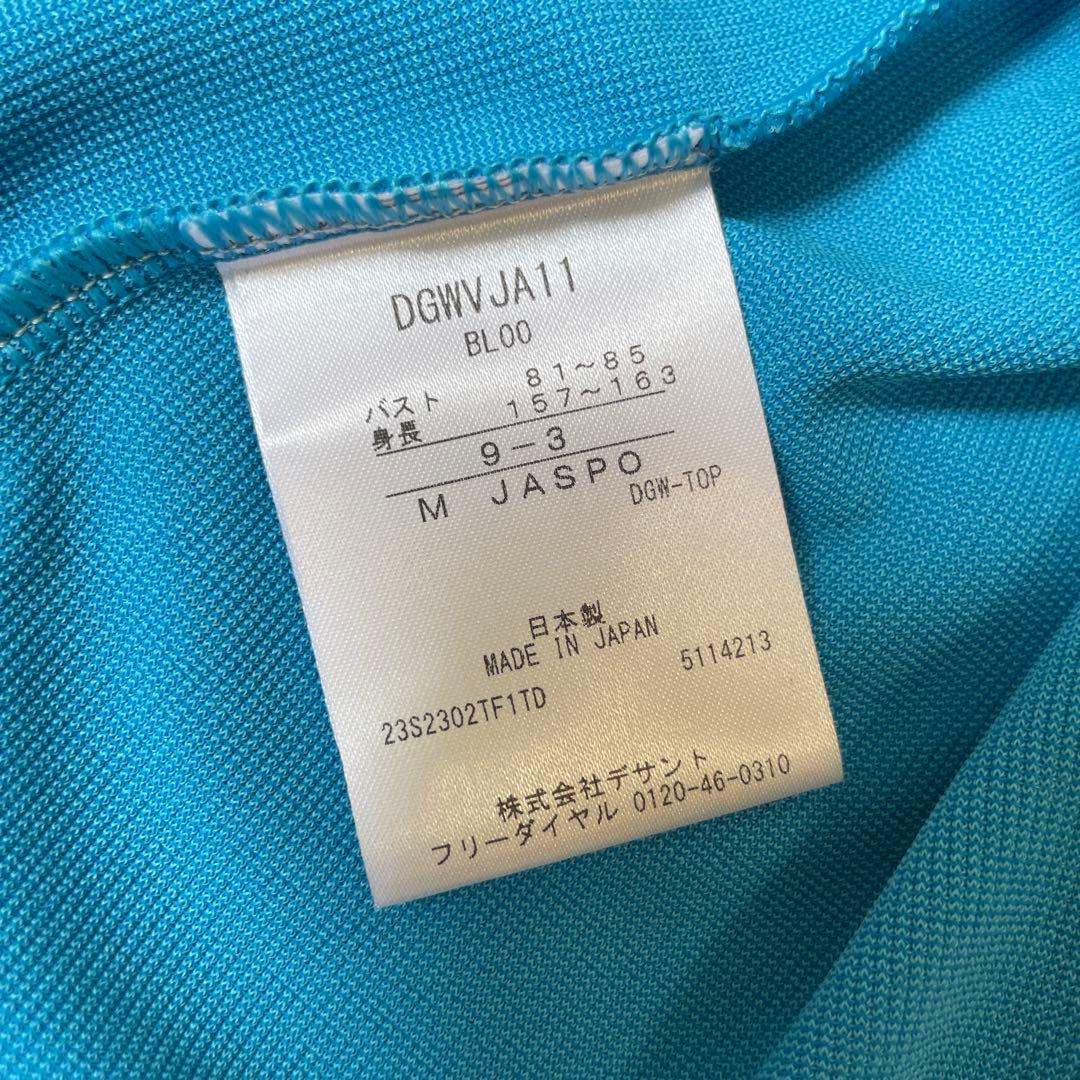 DGWVJA11
BL00
バスト 81～85
身長 157～163
9－3
M JASPO
DGW-TOP
日本製
MADE IN JAPAN
5114213
23S2302TF1TD
株式会社デサント
フリーダイヤル 0120-46-0310